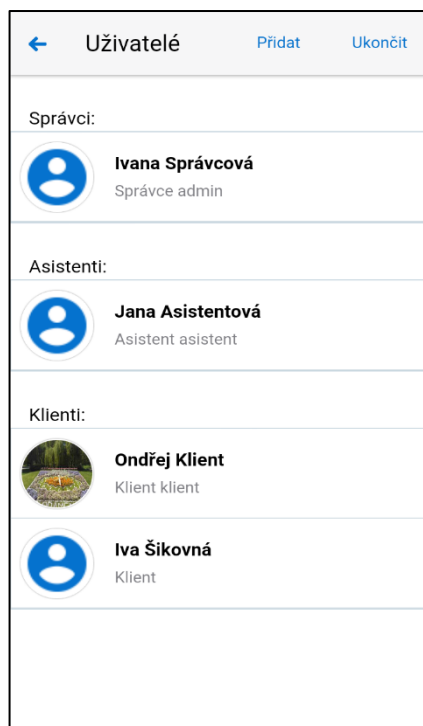 Uživatelé Přidat Ukončit
Správci:
Ivana Správcová
Správce admin
Asistenti:
Jana Asistentová
Asistent asistent
Klienti:
Ondřej Klient
Klient klient
Iva Šikovná
Klient